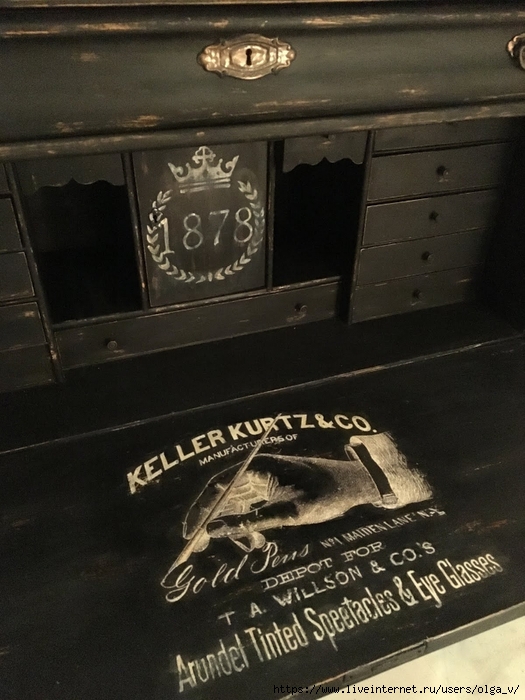 1878
KELLER KURTZ & CO.
MANUFACTURERS OF
Gold Pens No 1 MAIDEN LANE N.Y.
DEPOT FOR
T. A. WILLSON & CO.'S
Arundel Tinted Spectacles & Eye Glasses
https://www.liveinternet.ru/users/olga_v/